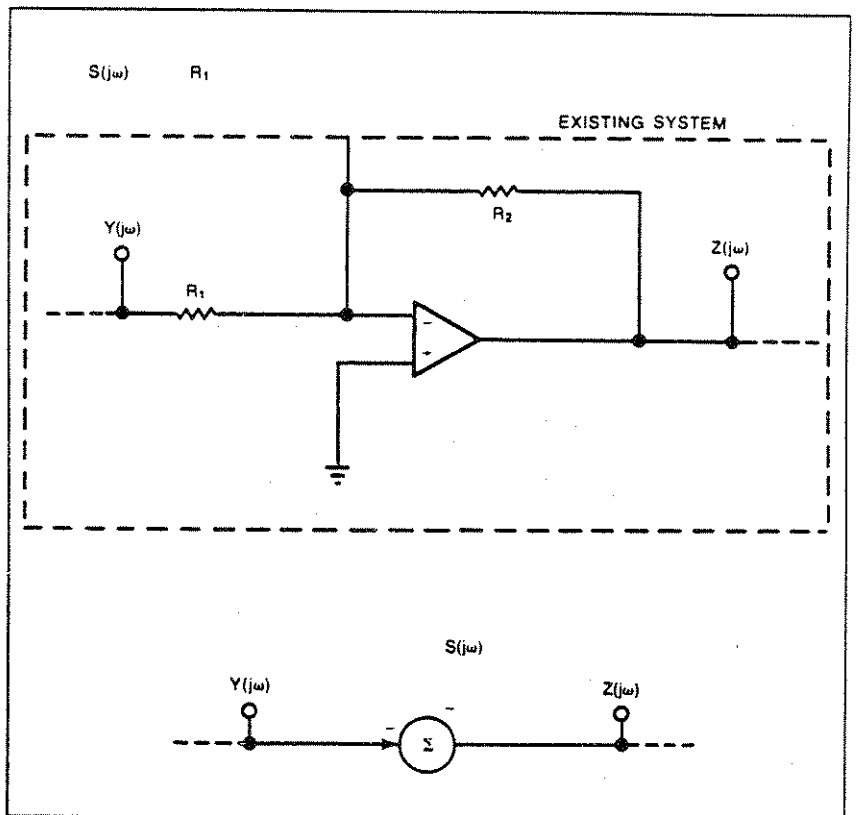 S(jω) R₁
EXISTING SYSTEM
R₂
Y(jω)
Z(jω)
R₁
-
+
S(jω)
Y(jω)
Z(jω)
-
-
Σ